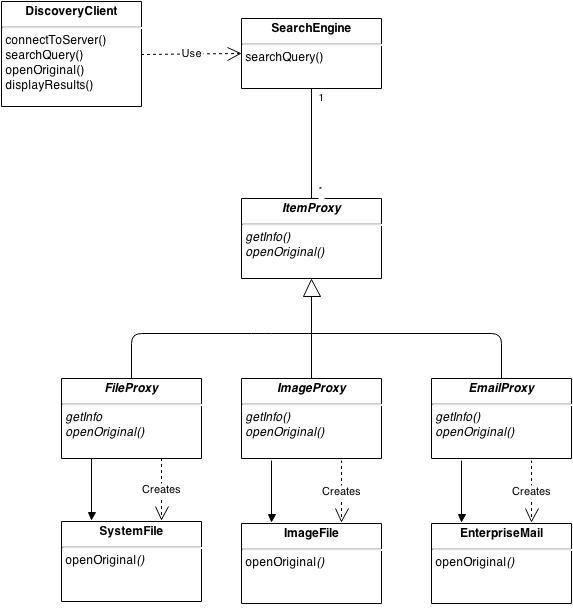 DiscoveryClient
connectToServer()
searchQuery()
openOriginal()
displayResults()
Use
SearchEngine
searchQuery()
1
*
ItemProxy
getInfo()
openOriginal()
FileProxy
getInfo
openOriginal()
ImageProxy
getInfo()
openOriginal()
EmailProxy
getInfo()
openOriginal()
Creates
Creates
Creates
SystemFile
openOriginal()
ImageFile
openOriginal()
EnterpriseMail
openOriginal()